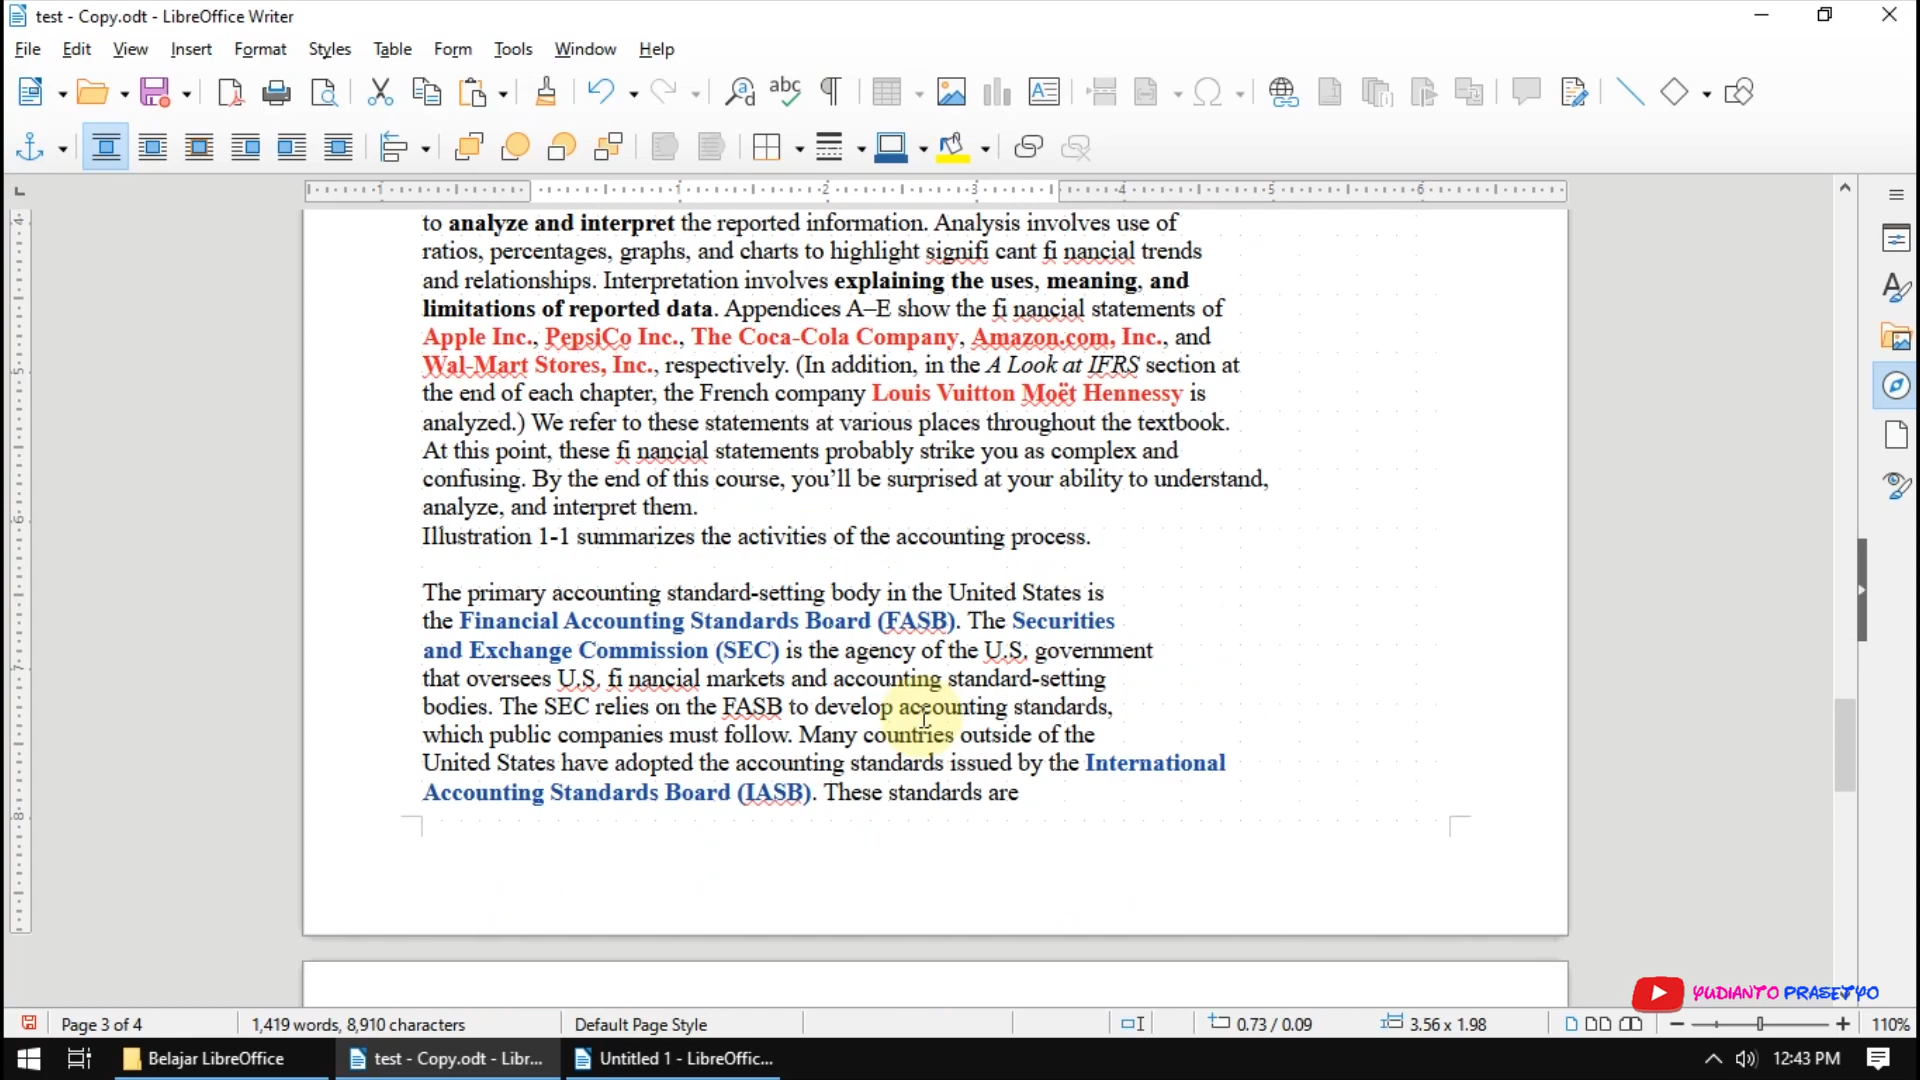 test - Copy.odt - LibreOffice Writer
File Edit View Insert Format Styles Table Form Tools Window Help
to analyze and interpret the reported information. Analysis involves use of
ratios, percentages, graphs, and charts to highlight signifi cant fi nancial trends
and relationships. Interpretation involves explaining the uses, meaning, and
limitations of reported data. Appendices A–E show the fi nancial statements of
Apple Inc., PepsiCo Inc., The Coca-Cola Company, Amazon.com, Inc., and
Wal-Mart Stores, Inc., respectively. (In addition, in the A Look at IFRS section at
the end of each chapter, the French company Louis Vuitton Moët Hennessy is
analyzed.) We refer to these statements at various places throughout the textbook.
At this point, these fi nancial statements probably strike you as complex and
confusing. By the end of this course, you’ll be surprised at your ability to understand,
analyze, and interpret them.
Illustration 1-1 summarizes the activities of the accounting process.
The primary accounting standard-setting body in the United States is
the Financial Accounting Standards Board (FASB). The Securities
and Exchange Commission (SEC) is the agency of the U.S. government
that oversees U.S. fi nancial markets and accounting standard-setting
bodies. The SEC relies on the FASB to develop accounting standards,
which public companies must follow. Many countries outside of the
United States have adopted the accounting standards issued by the International
Accounting Standards Board (IASB). These standards are
YUDIANTO PRASETYO
Page 3 of 4 1,419 words, 8,910 characters Default Page Style 0.73 / 0.09 3.56 x 1.98 110%
Belajar LibreOffice test - Copy.odt - Libr... Untitled 1 - LibreOffic... 12:43 PM